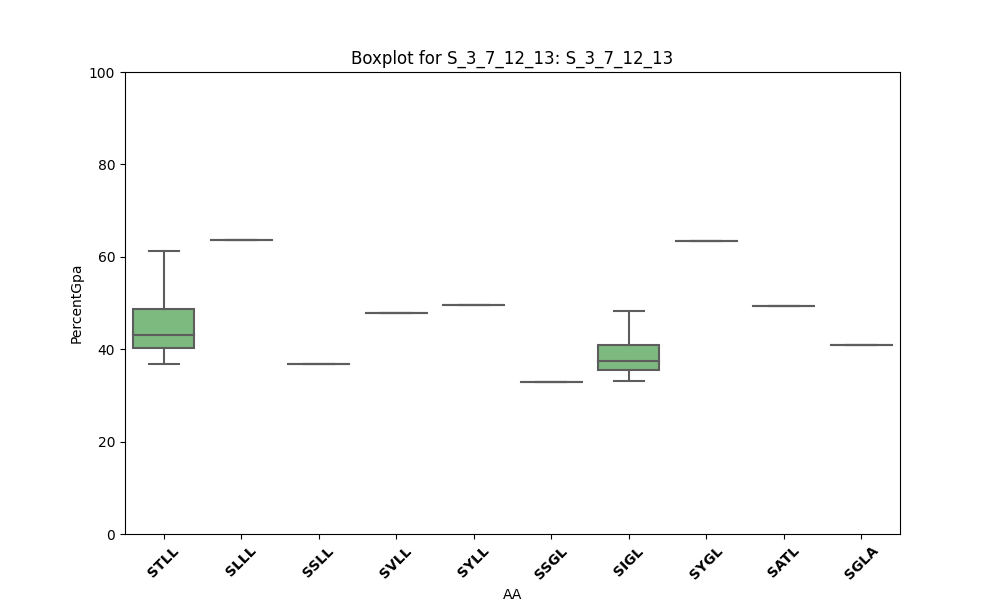 Boxplot for S_3_7_12_13: S_3_7_12_13
100
80
60
40
20
0
PercentGpa
STLL SLLL SSLL SVLL SYLL SSGL SIGL SYGL SATL SGLA
AA